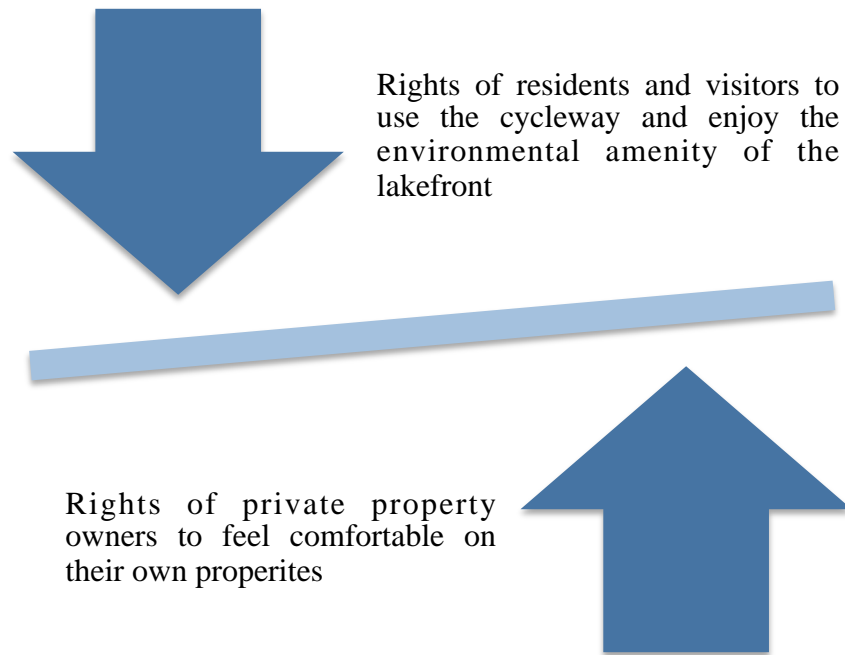 Rights of residents and visitors to
use the cycleway and enjoy the
environmental amenity of the
lakefront
Rights of private property
owners to feel comfortable on
their own properites